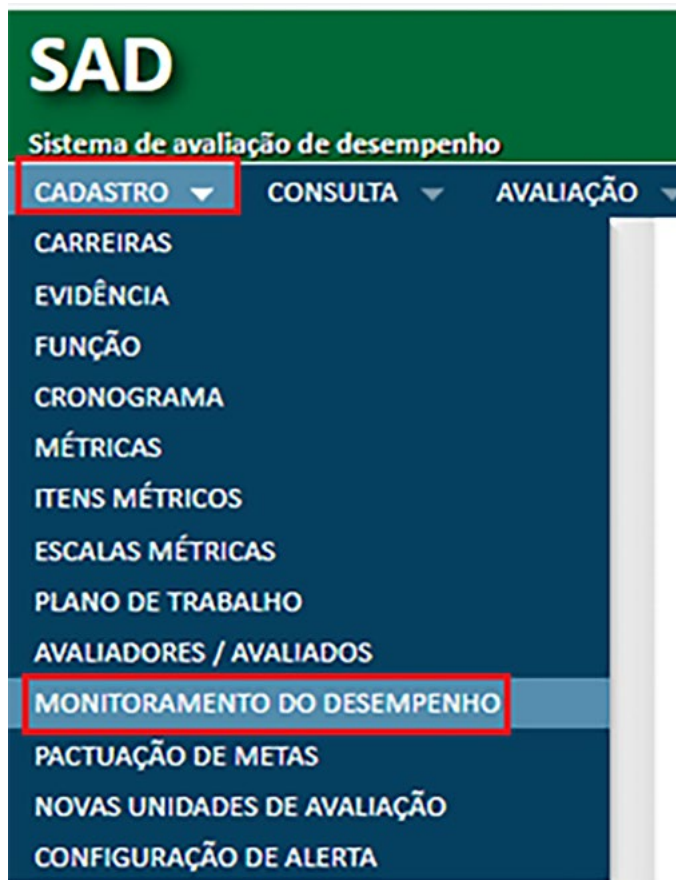 SAD
Sistema de avaliação de desempenho
CADASTRO CONSULTA AVALIAÇÃO
CARREIRAS
EVIDÊNCIA
FUNÇÃO
CRONOGRAMA
MÉTRICAS
ITENS MÉTRICOS
ESCALAS MÉTRICAS
PLANO DE TRABALHO
AVALIADORES / AVALIADOS
MONITORAMENTO DO DESEMPENHO
PACTUAÇÃO DE METAS
NOVAS UNIDADES DE AVALIAÇÃO
CONFIGURAÇÃO DE ALERTA